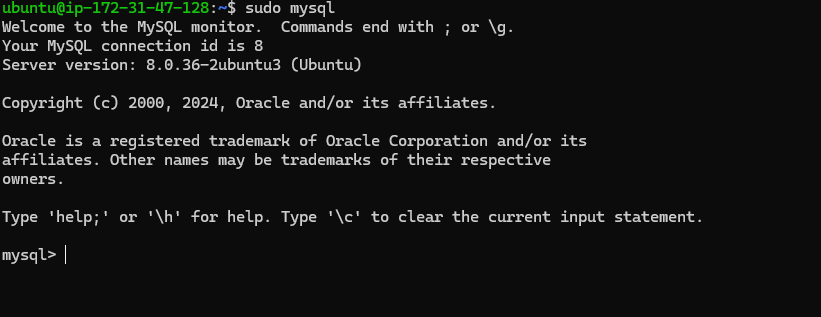 ubuntu@ip-172-31-47-128:~$ sudo mysql
Welcome to the MySQL monitor.  Commands end with ; or \g.
Your MySQL connection id is 8
Server version: 8.0.36-2ubuntu3 (Ubuntu)
Copyright (c) 2000, 2024, Oracle and/or its affiliates.
Oracle is a registered trademark of Oracle Corporation and/or its
affiliates. Other names may be trademarks of their respective
owners.
Type 'help;' or '\h' for help. Type '\c' to clear the current input statement.
mysql>